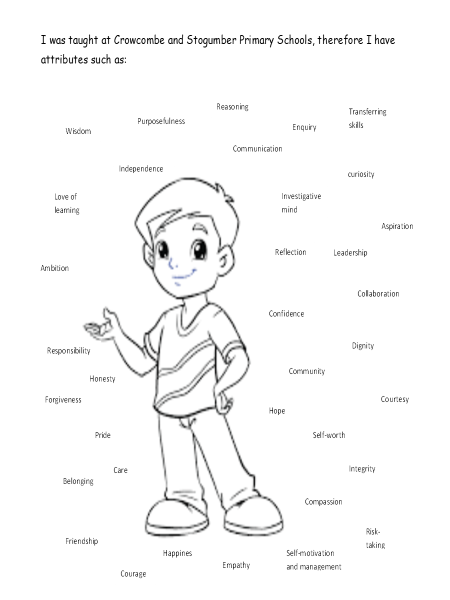 I was taught at Crowcombe and Stogumber Primary Schools, therefore I have
attributes such as:
Reasoning
Transferring
skills
Purposefulness
Enquiry
Wisdom
Communication
Independence
curiosity
Love of
learning
Investigative
mind
Aspiration
Reflection
Leadership
Ambition
Collaboration
Confidence
Dignity
Responsibility
Community
Honesty
Forgiveness
Courtesy
Hope
Pride
Self-worth
Care
Integrity
Belonging
Compassion
Risk-
taking
Friendship
Happines
Self-motivation
and management
Empathy
Courage